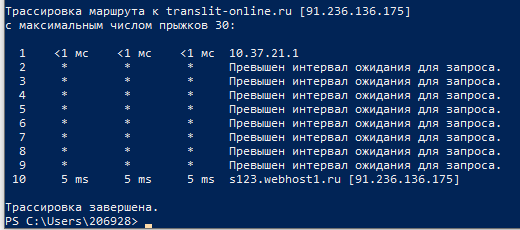 Трассировка маршрута к translit-online.ru [91.236.136.175]
с максимальным числом прыжков 30:
1 <1 мс <1 мс <1 мс 10.37.21.1
2 * * * Превышен интервал ожидания для запроса.
3 * * * Превышен интервал ожидания для запроса.
4 * * * Превышен интервал ожидания для запроса.
5 * * * Превышен интервал ожидания для запроса.
6 * * * Превышен интервал ожидания для запроса.
7 * * * Превышен интервал ожидания для запроса.
8 * * * Превышен интервал ожидания для запроса.
9 * * * Превышен интервал ожидания для запроса.
10 5 ms 5 ms 5 ms s123.webhost1.ru [91.236.136.175]
Трассировка завершена.
PS C:\Users\206928>